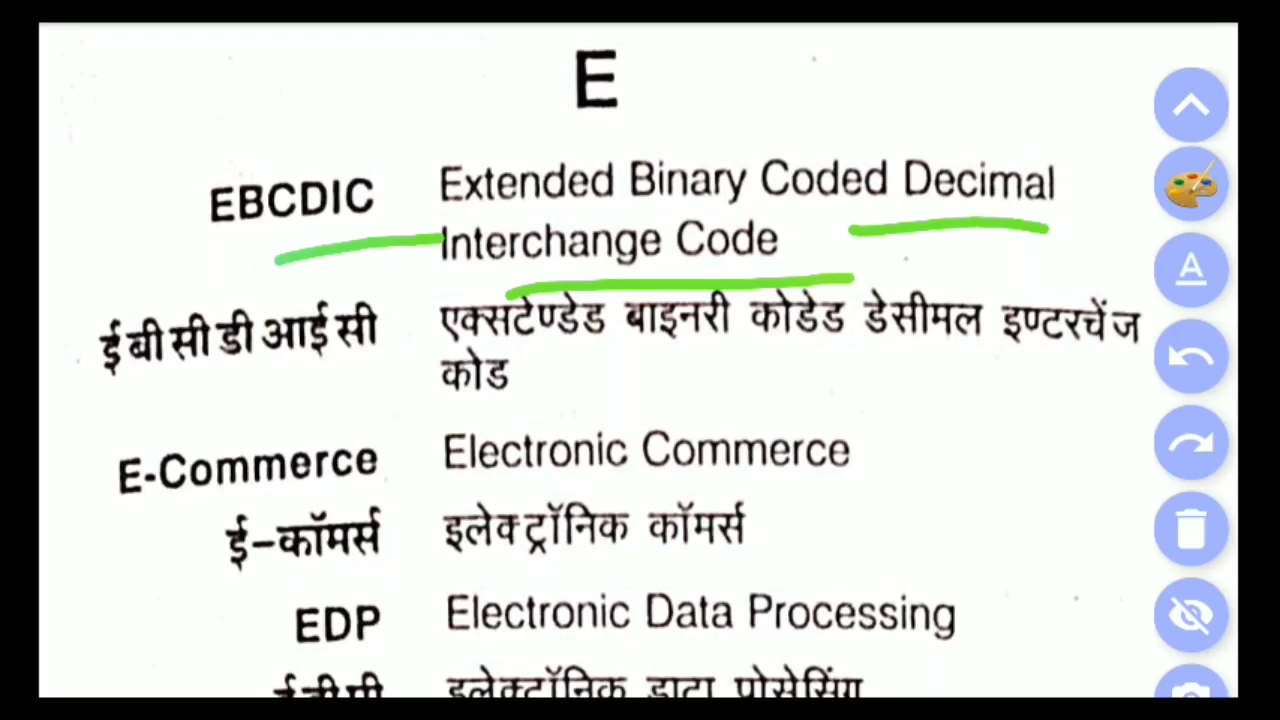 E
EBCDIC Extended Binary Coded Decimal
Interchange Code
ई बी सी डी आई सी एक्सटेण्डेड बाइनरी कोडेड डेसीमल इण्टरचेंज
कोड
E-Commerce Electronic Commerce
ई-कॉमर्स इलेक्ट्रॉनिक कॉमर्स
EDP Electronic Data Processing
ई डी पी इलेक्ट्रॉनिक डाटा प्रोसेसिंग
A